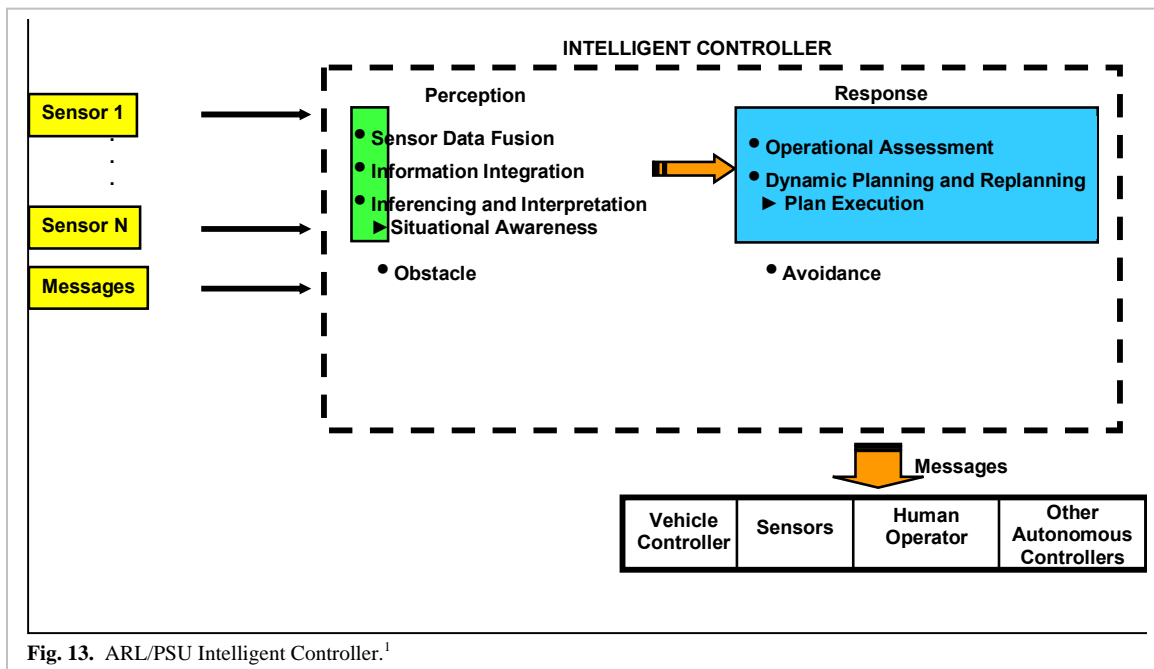 INTELLIGENT CONTROLLER
Perception
Response
Sensor 1
.
.
.
Sensor N
Messages
• Sensor Data Fusion
• Information Integration
• Inferencing and Interpretation
► Situational Awareness
• Obstacle
• Operational Assessment
• Dynamic Planning and Replanning
► Plan Execution
• Avoidance
Messages
Vehicle
Controller
Sensors
Human
Operator
Other
Autonomous
Controllers
Fig. 13. ARL/PSU Intelligent Controller.1